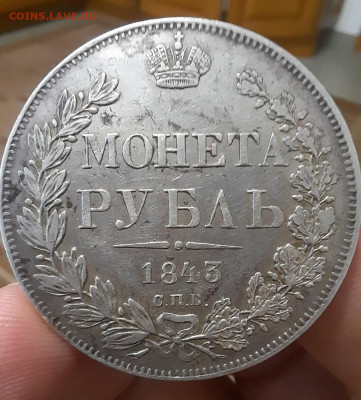 COINS.LAVE.RU
МОНЕТА
РУБЛЬ
1843
С.П.Б.